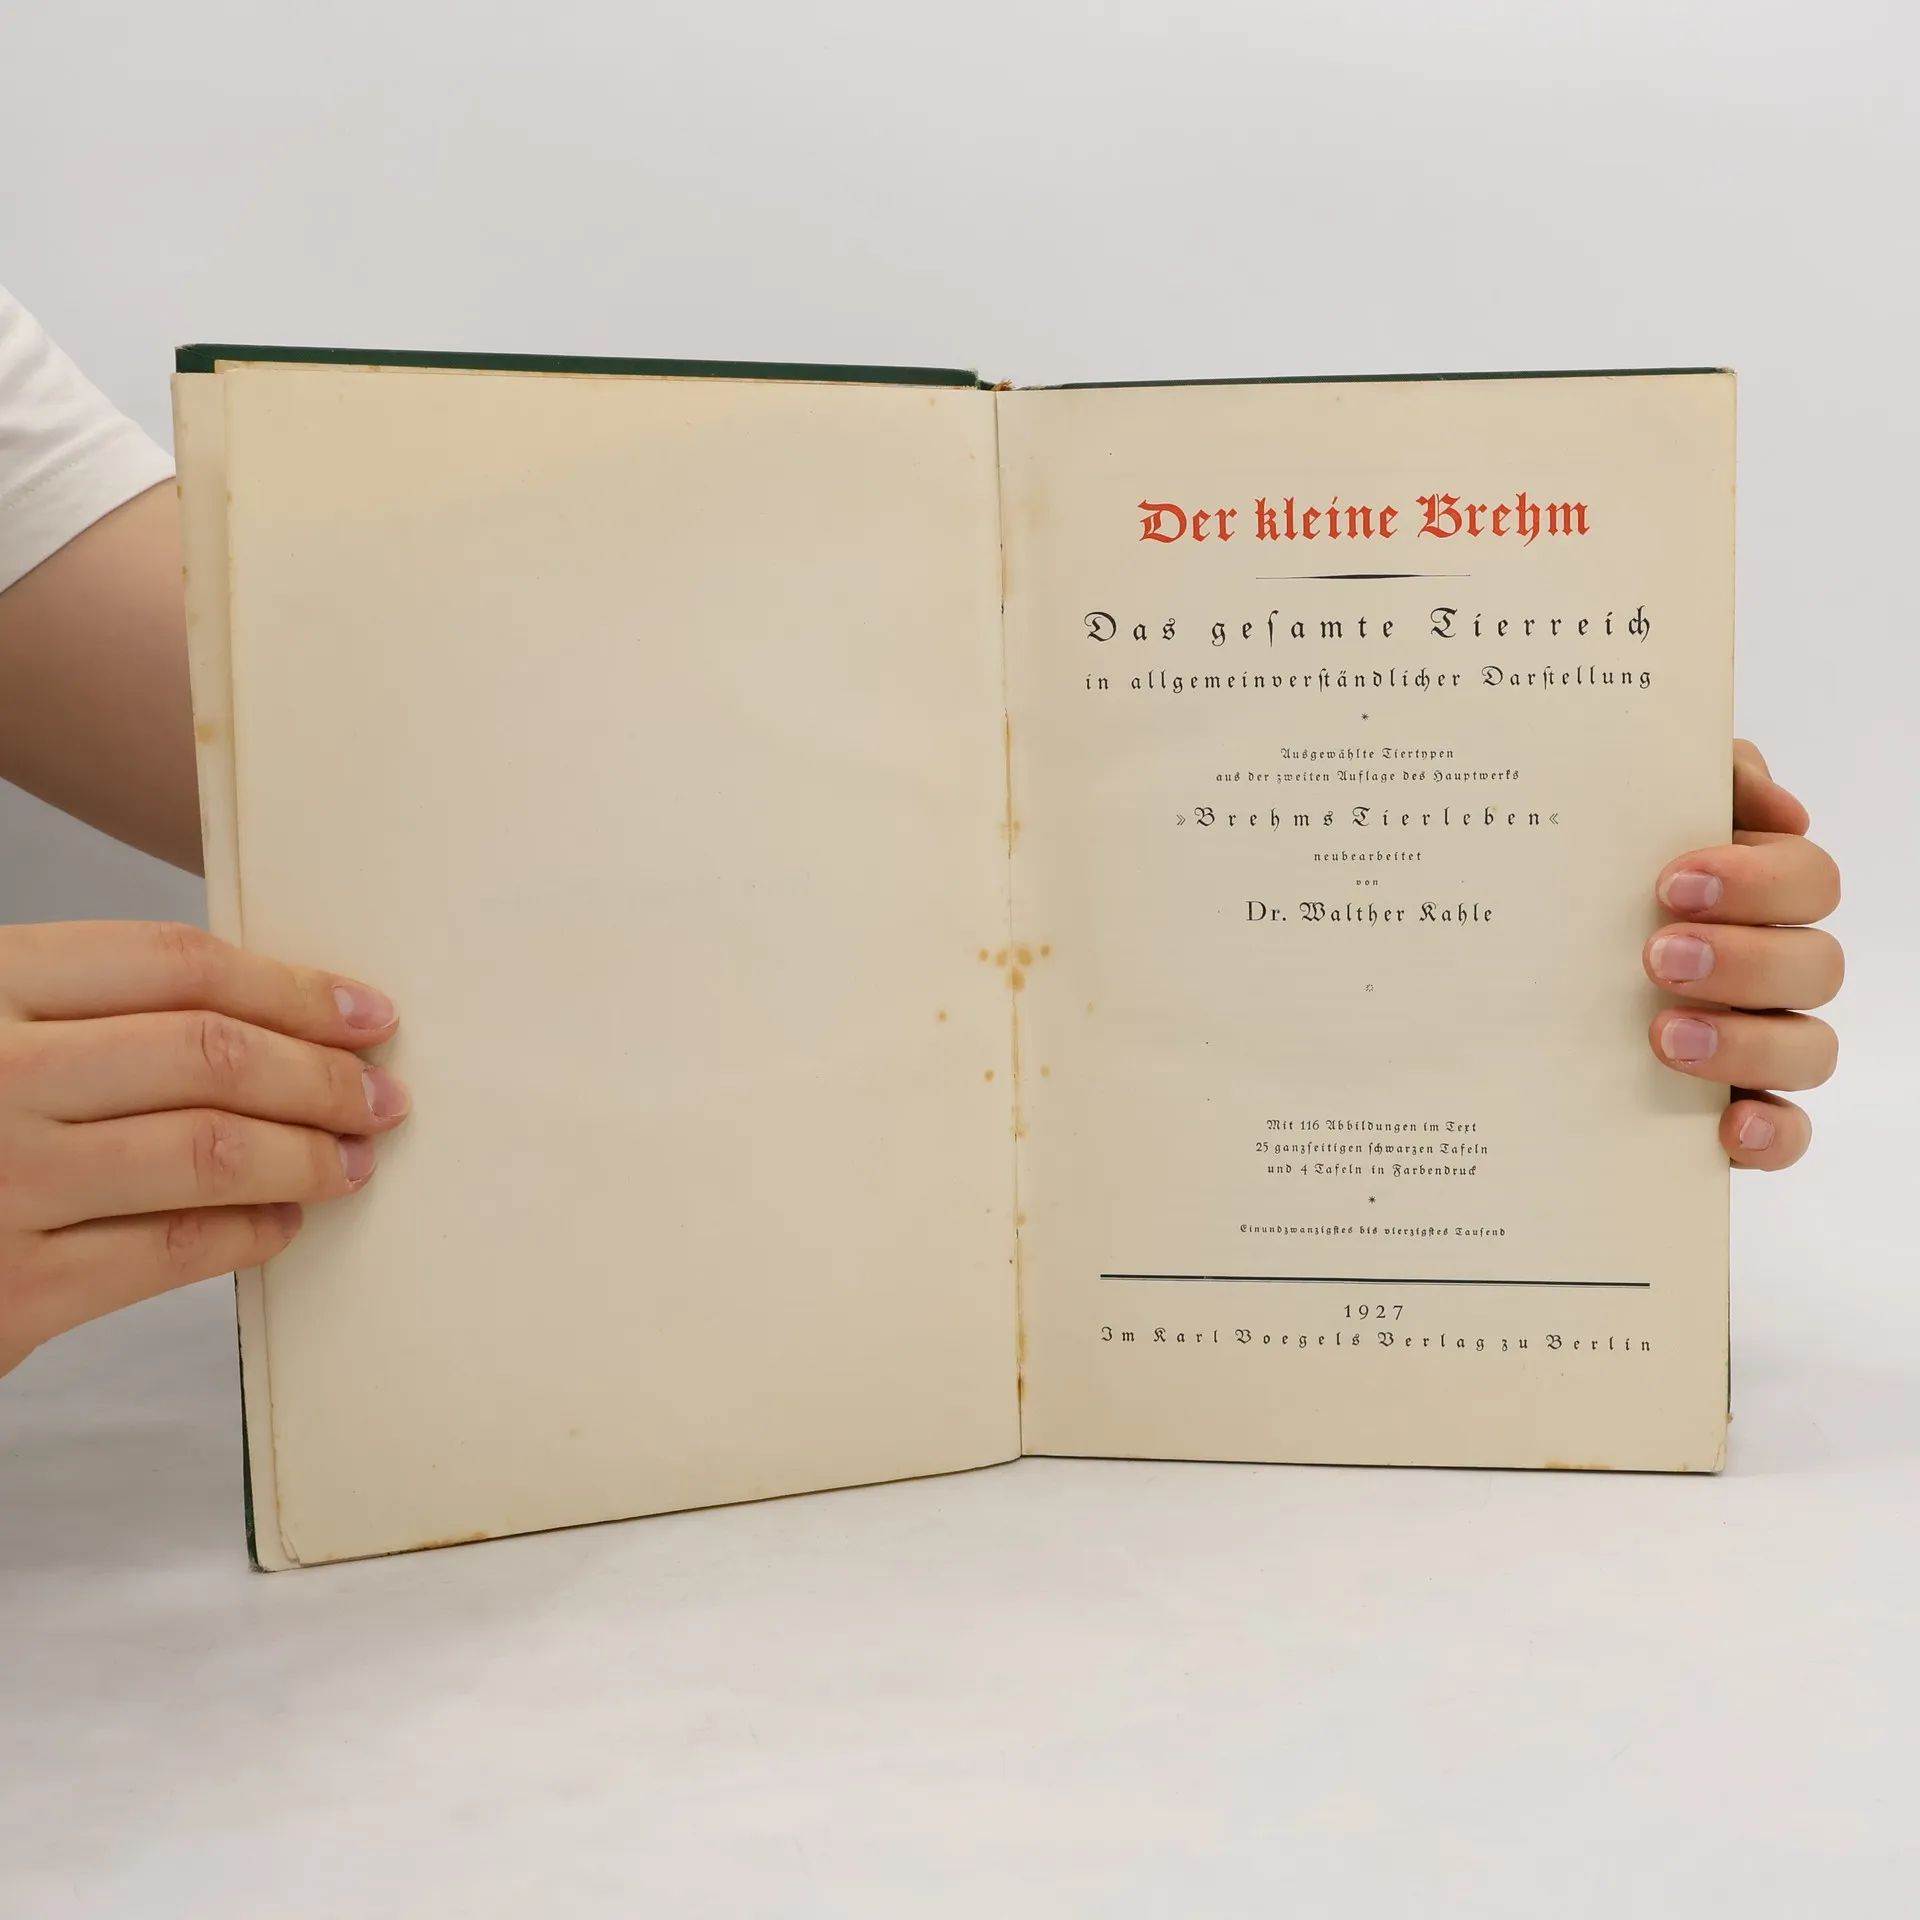 Der kleine Brehm
Das geſamte Tierreich
in allgemeinverſtändlicher Darſtellung
*
Ausgewählte Tiertypen
aus der zweiten Auflage des Hauptwerks
»Brehms Tierleben«
neubearbeitet
von
Dr. Walther Kahle
Mit 116 Abbildungen im Text
25 ganzſeitigen ſchwarzen Tafeln
und 4 Tafeln in Farbendruck
*
Einundzwanzigſtes bis vierzigſtes Tauſend
1927
Im Karl Voegels Verlag zu Berlin